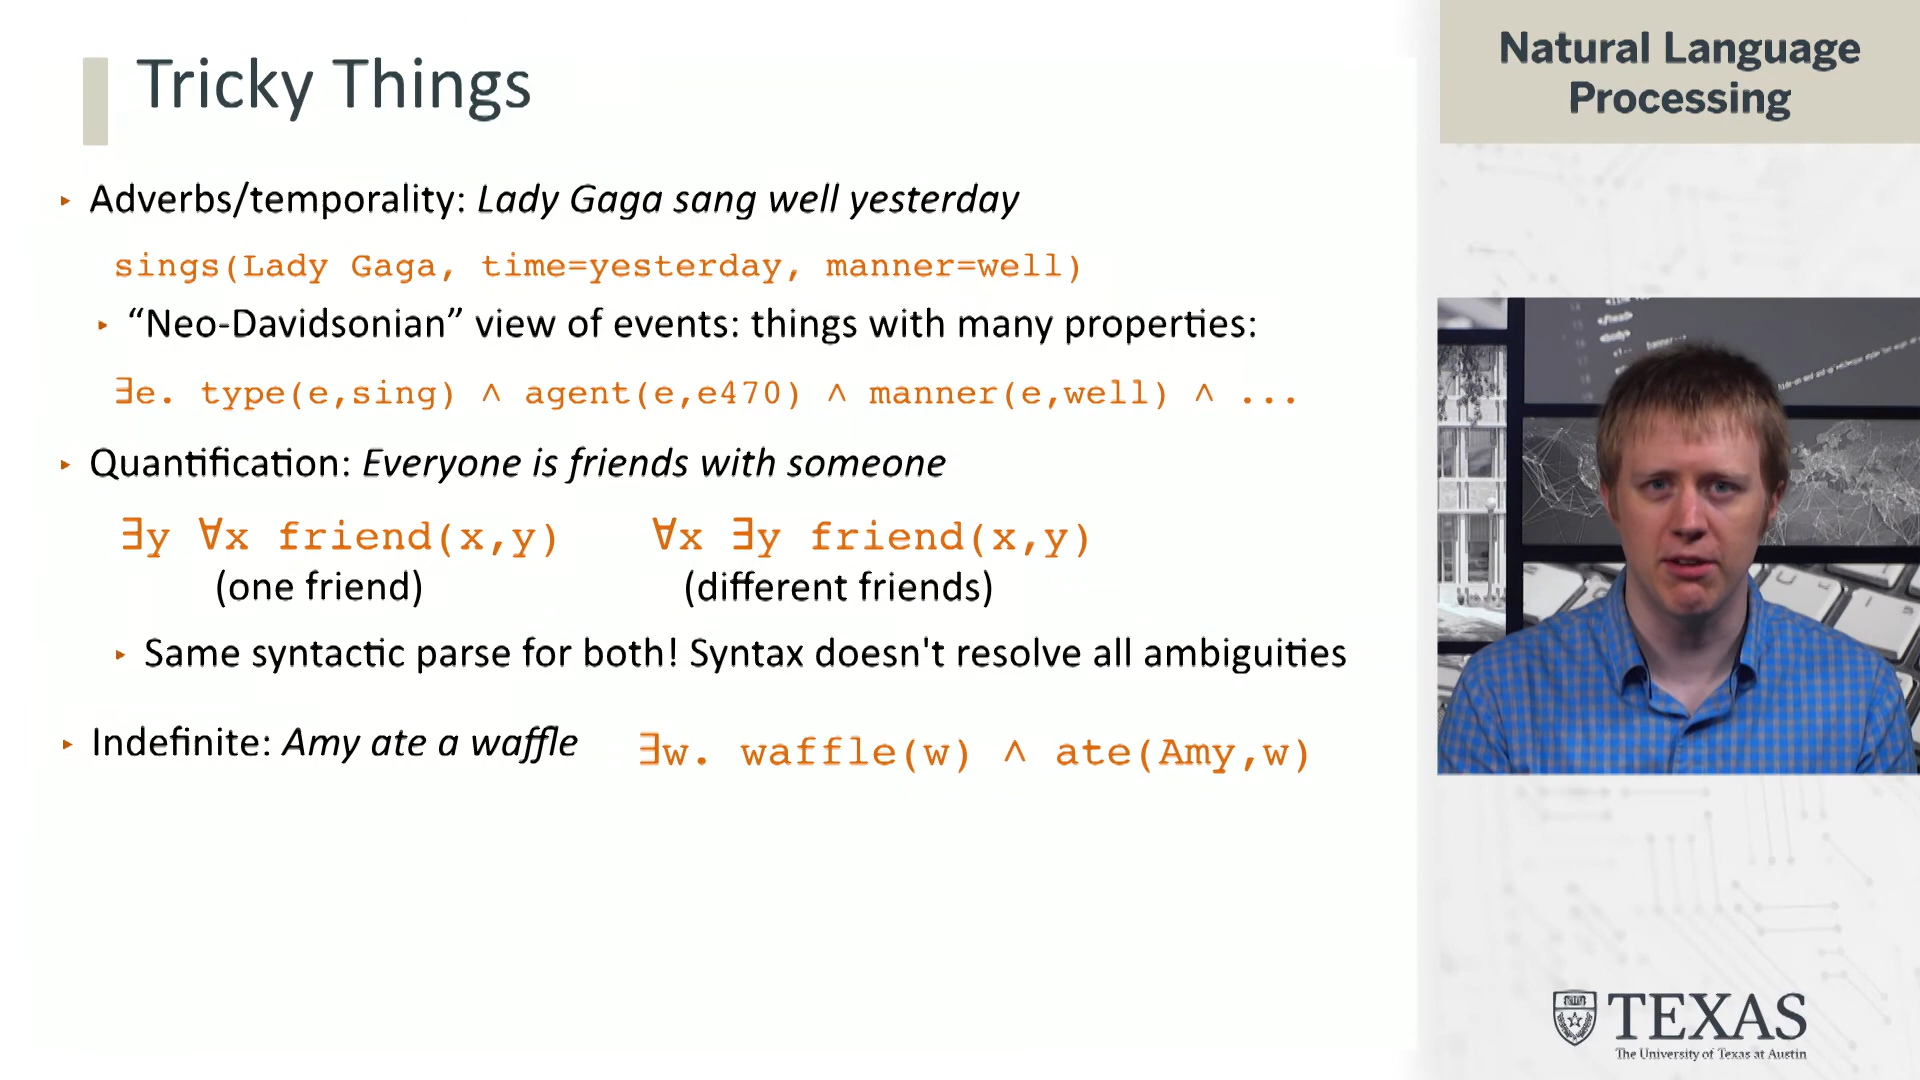 Tricky Things
Natural Language
Processing
▸ Adverbs/temporality: Lady Gaga sang well yesterday
sings(Lady Gaga, time=yesterday, manner=well)
▸ “Neo-Davidsonian” view of events: things with many properties:
∃e. type(e,sing) ∧ agent(e,e470) ∧ manner(e,well) ∧ ...
▸ Quantification: Everyone is friends with someone
∃y ∀x friend(x,y) ∀x ∃y friend(x,y)
(one friend) (different friends)
▸ Same syntactic parse for both! Syntax doesn't resolve all ambiguities
▸ Indefinite: Amy ate a waffle ∃w. waffle(w) ∧ ate(Amy,w)
TEXAS
The University of Texas at Austin